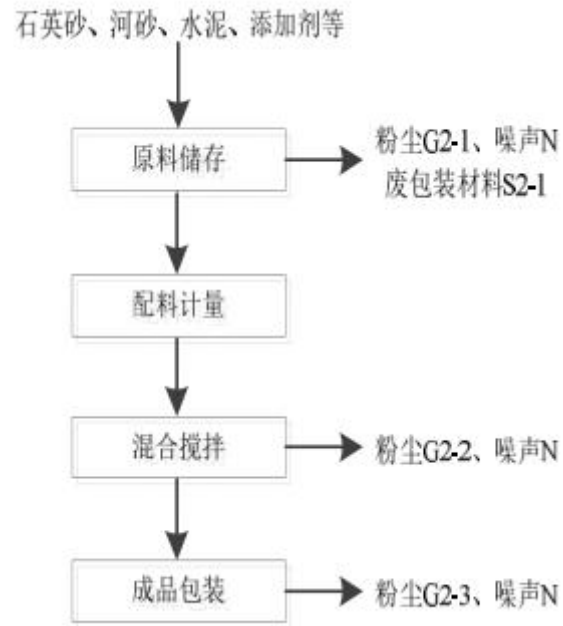 石英砂、河砂、水泥、添加剂等
原料储存
粉尘G2-1、噪声N
废包装材料S2-1
配料计量
混合搅拌
粉尘G2-2、噪声N
成品包装
粉尘G2-3、噪声N